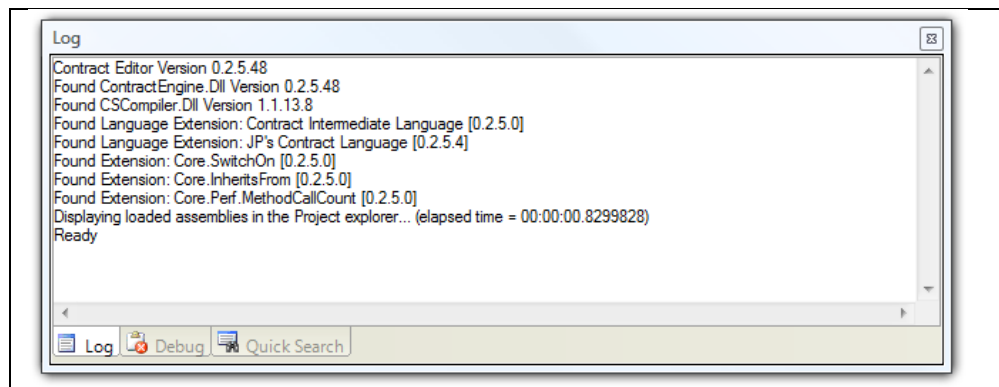 Log
Contract Editor Version 0.2.5.48
Found ContractEngine.Dll Version 0.2.5.48
Found CSCompiler.Dll Version 1.1.13.8
Found Language Extension: Contract Intermediate Language [0.2.5.0]
Found Language Extension: JP's Contract Language [0.2.5.4]
Found Extension: Core.SwitchOn [0.2.5.0]
Found Extension: Core.InheritsFrom [0.2.5.0]
Found Extension: Core.Perf.MethodCallCount [0.2.5.0]
Displaying loaded assemblies in the Project explorer... (elapsed time = 00:00:00.8299828)
Ready
Log Debug Quick Search